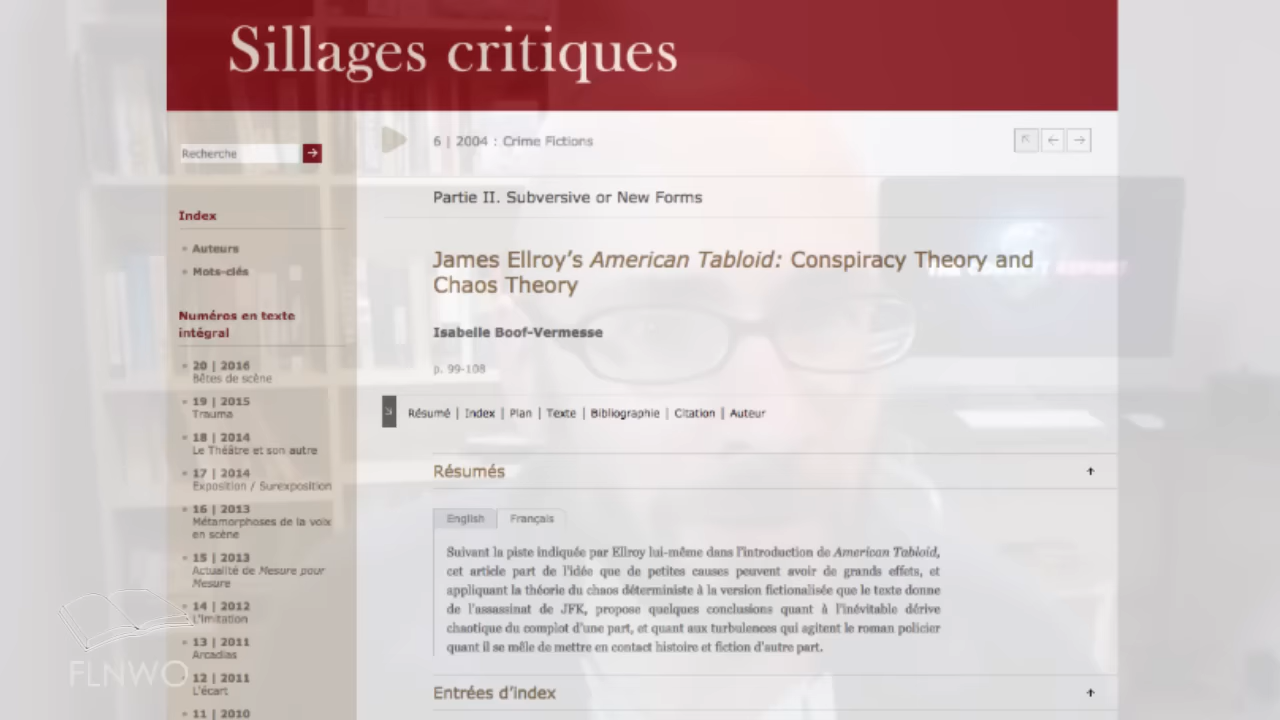 Sillages critiques
Recherche
Index
Auteurs
Mots-clés
Numéros en texte
intégral
20 | 2016
Bêtes de scène
19 | 2015
Trauma
18 | 2014
Le Théâtre et son autre
17 | 2014
Exposition / Surexposition
16 | 2013
Métamorphoses de la voix
en scène
15 | 2013
Actualité de Mesure pour
Mesure
14 | 2012
L'Imitation
13 | 2011
Arcadias
12 | 2011
L'écart
11 | 2010
6 | 2004 : Crime Fictions
Partie II. Subversive or New Forms
James Ellroy's American Tabloid: Conspiracy Theory and
Chaos Theory
Isabelle Boof-Vermesse
p. 99-108
Résumé | Index | Plan | Texte | Bibliographie | Citation | Auteur
Résumés
English Français
Suivant la piste indiquée par Ellroy lui-même dans l'introduction de American Tabloid,
cet article part de l'idée que de petites causes peuvent avoir de grands effets, et
appliquant la théorie du chaos déterministe à la version fictionalisée que le texte donne
de l'assassinat de JFK, propose quelques conclusions quant à l'inévitable dérive
chaotique du complot d'une part, et quant aux turbulences qui agitent le roman policier
quant il se mêle de mettre en contact histoire et fiction d'autre part.
Entrées d'index
FLNWO